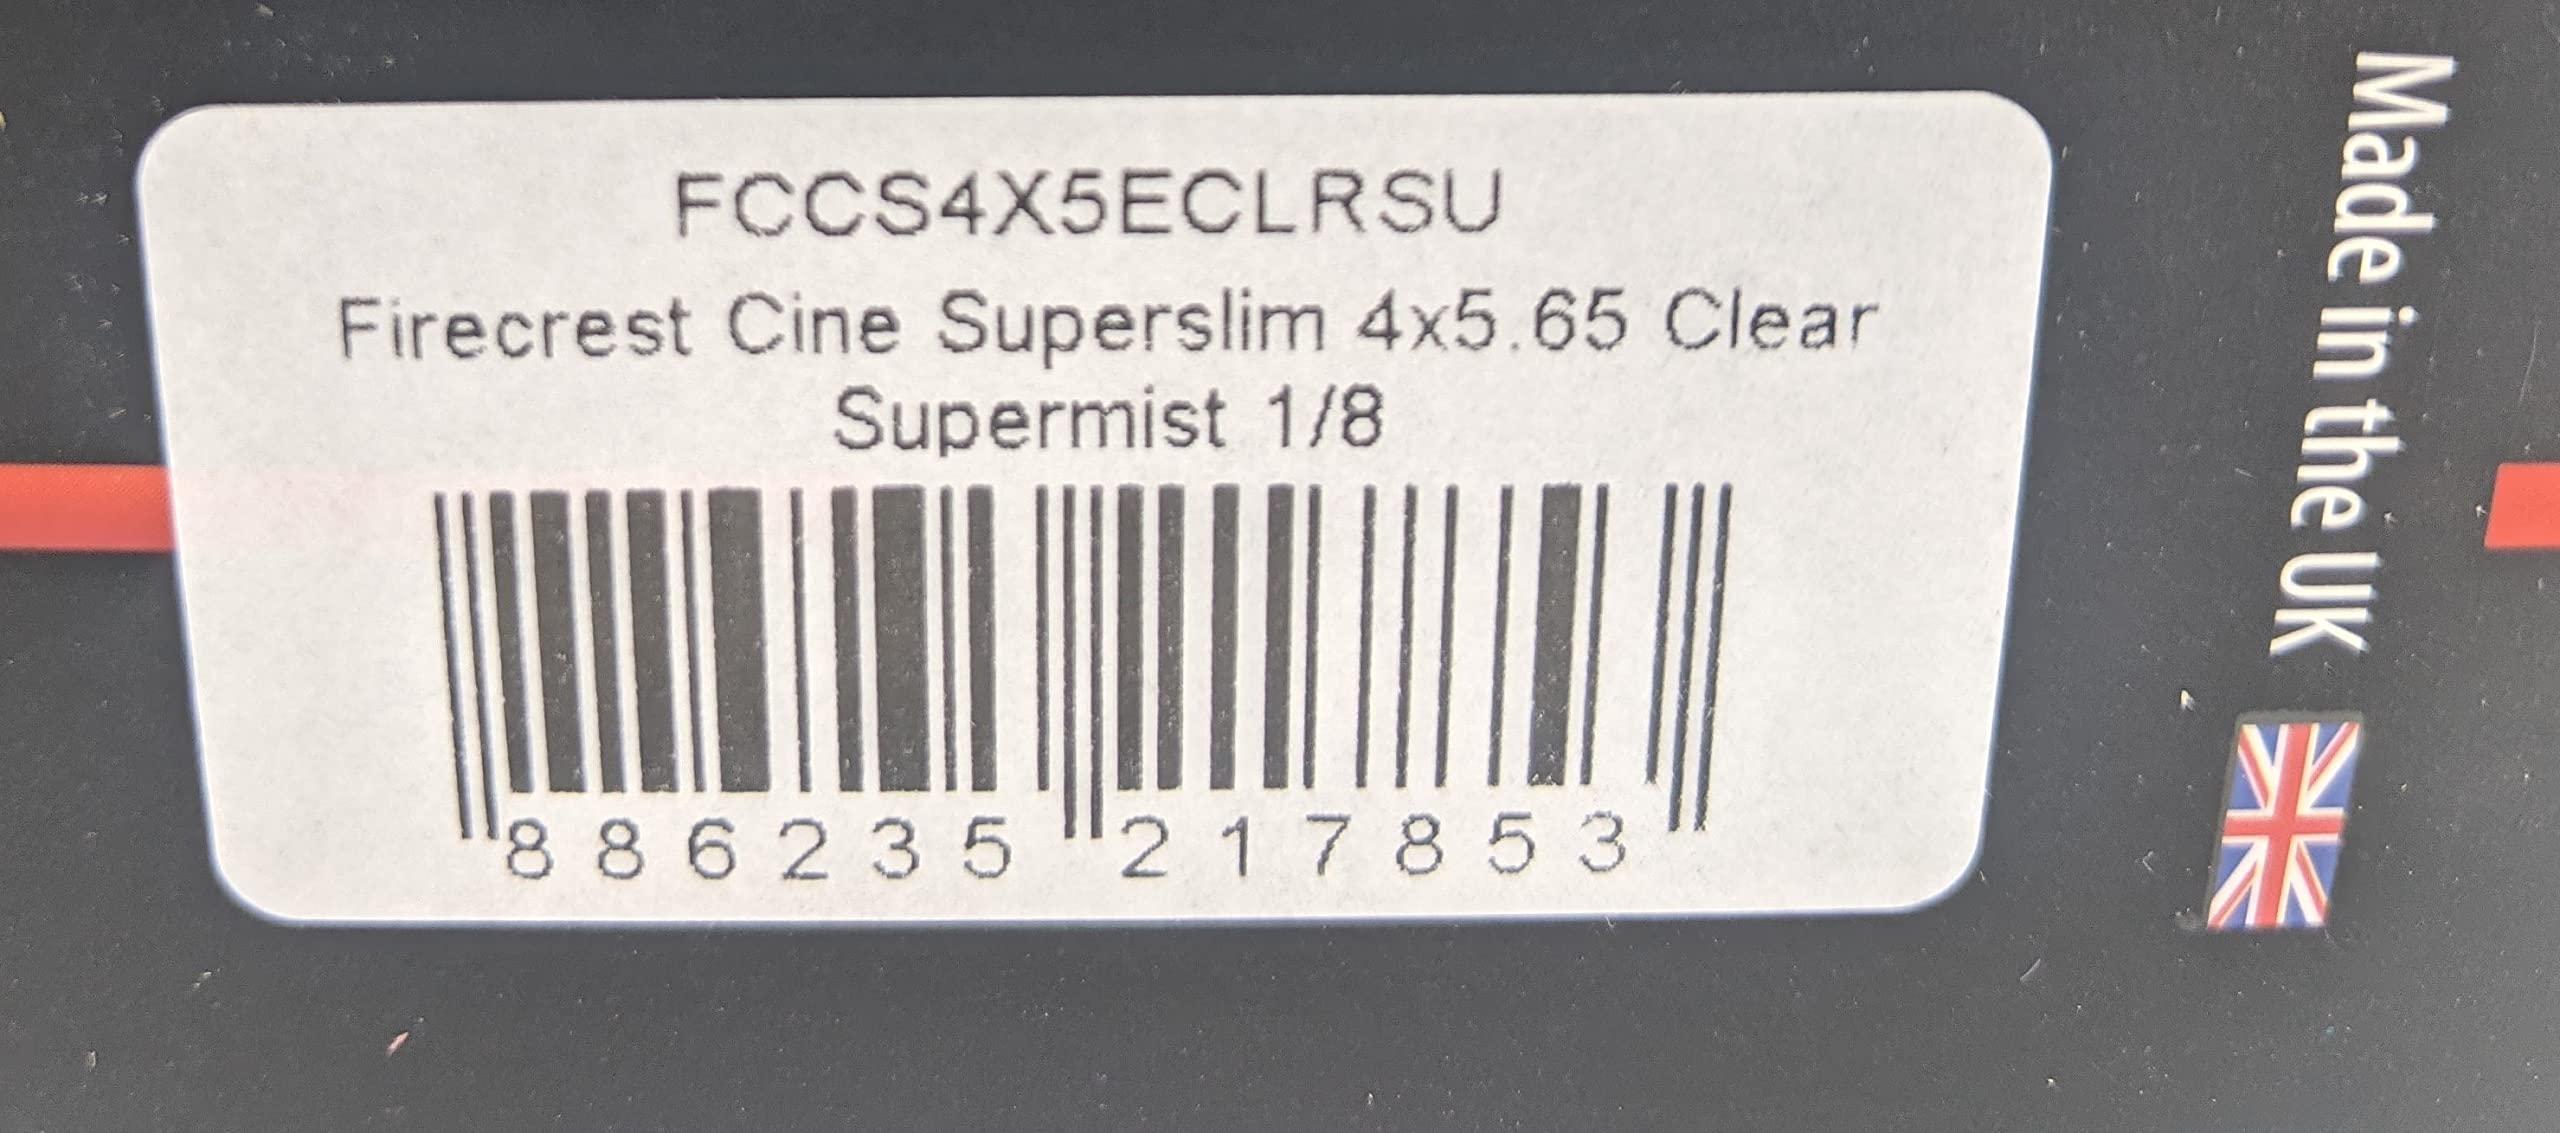 FCCS4X5ECLRSU
Firecrest Cine Superslim 4x5.65 Clear
Supermist 1/8
886235 217853
Made in the UK